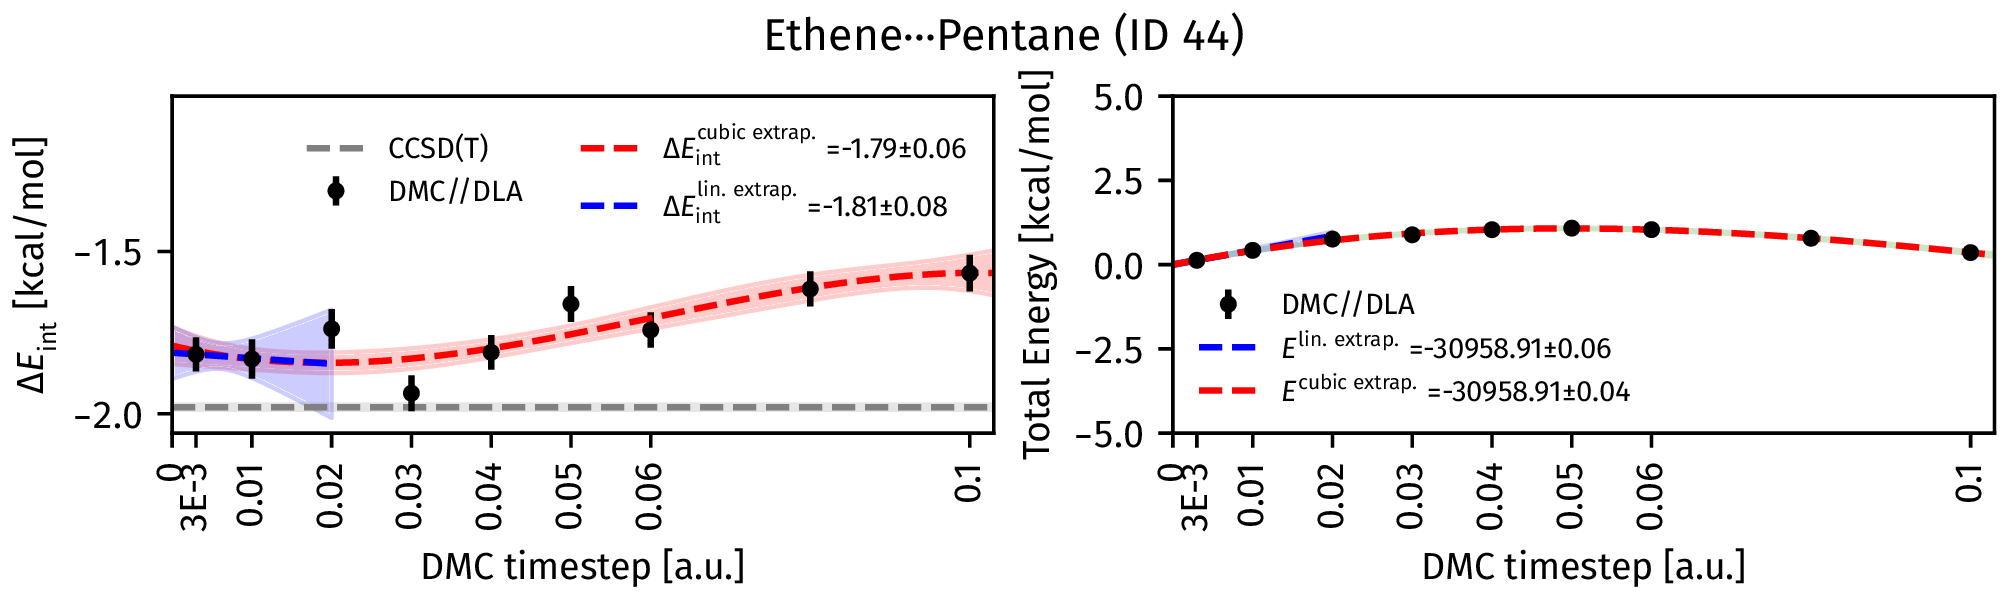 Ethene···Pentane (ID 44)
ΔE_int [kcal/mol]
−1.5
−2.0
CCSD(T)
DMC//DLA
ΔE_int^cubic extrap. =-1.79±0.06
ΔE_int^lin. extrap. =-1.81±0.08
0
3E-3
0.01
0.02
0.03
0.04
0.05
0.06
0.1
DMC timestep [a.u.]
Total Energy [kcal/mol]
5.0
2.5
0.0
−2.5
−5.0
DMC//DLA
E^lin. extrap. =-30958.91±0.06
E^cubic extrap. =-30958.91±0.04
0
3E-3
0.01
0.02
0.03
0.04
0.05
0.06
0.1
DMC timestep [a.u.]